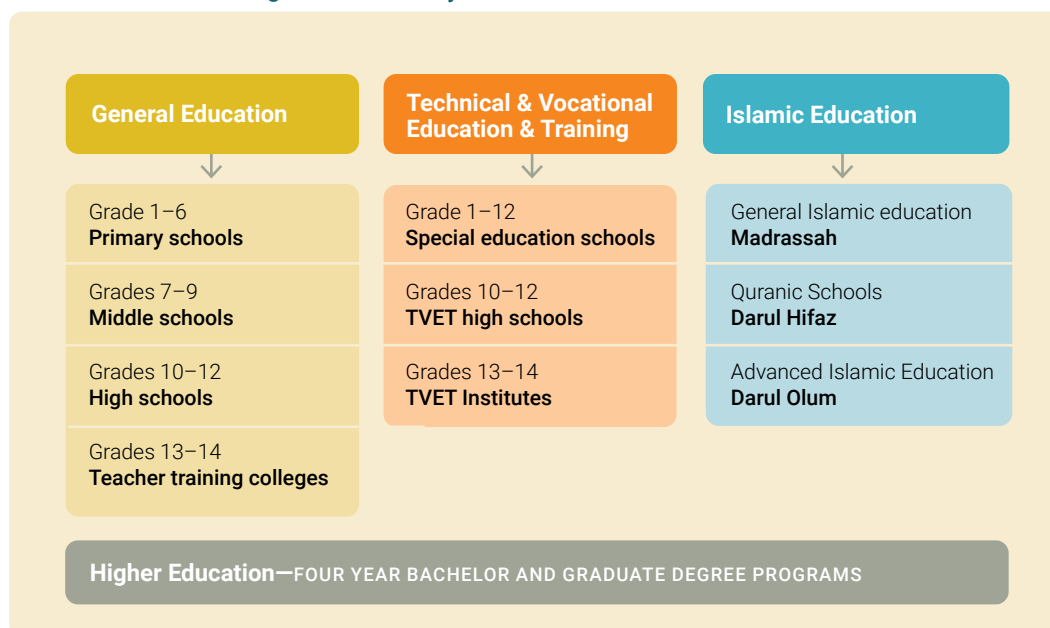 General Education
Grade 1–6
Primary schools
Grades 7–9
Middle schools
Grades 10–12
High schools
Grades 13–14
Teacher training colleges
Technical & Vocational
Education & Training
Grade 1–12
Special education schools
Grades 10–12
TVET high schools
Grades 13–14
TVET Institutes
Islamic Education
General Islamic education
Madrassah
Quranic Schools
Darul Hifaz
Advanced Islamic Education
Darul Olum
Higher Education—FOUR YEAR BACHELOR AND GRADUATE DEGREE PROGRAMS